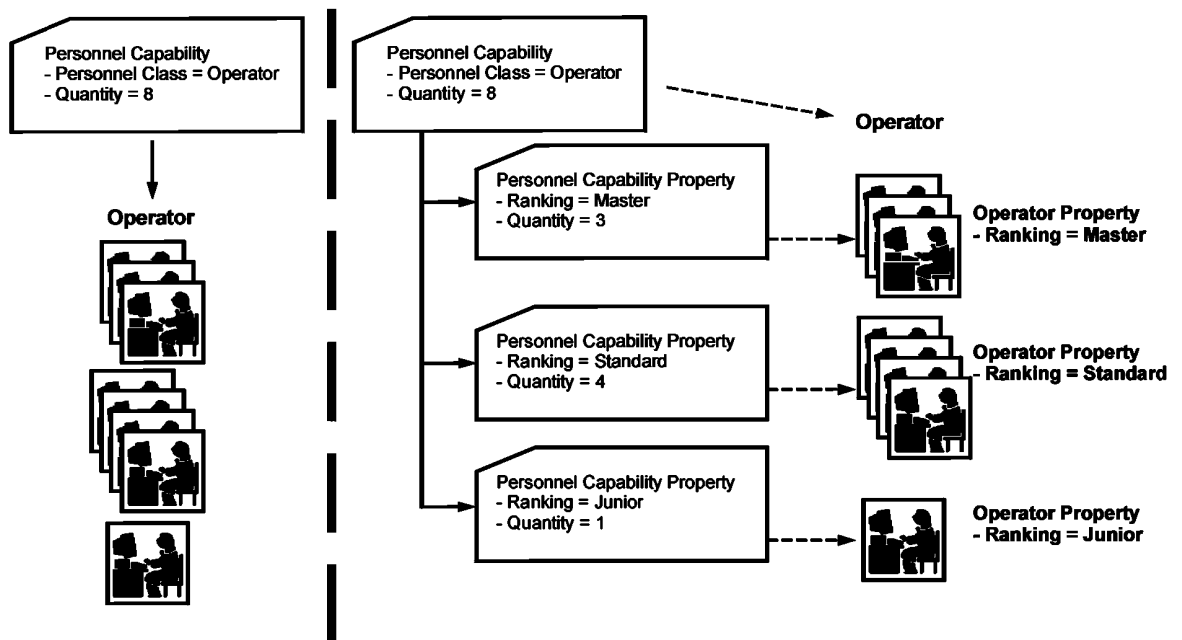 Personnel Capability
- Personnel Class = Operator
- Quantity = 8
Operator
Personnel Capability
- Personnel Class = Operator
- Quantity = 8
Operator
Personnel Capability Property
- Ranking = Master
- Quantity = 3
Operator Property
- Ranking = Master
Personnel Capability Property
- Ranking = Standard
- Quantity = 4
Operator Property
- Ranking = Standard
Personnel Capability Property
- Ranking = Junior
- Quantity = 1
Operator Property
- Ranking = Junior